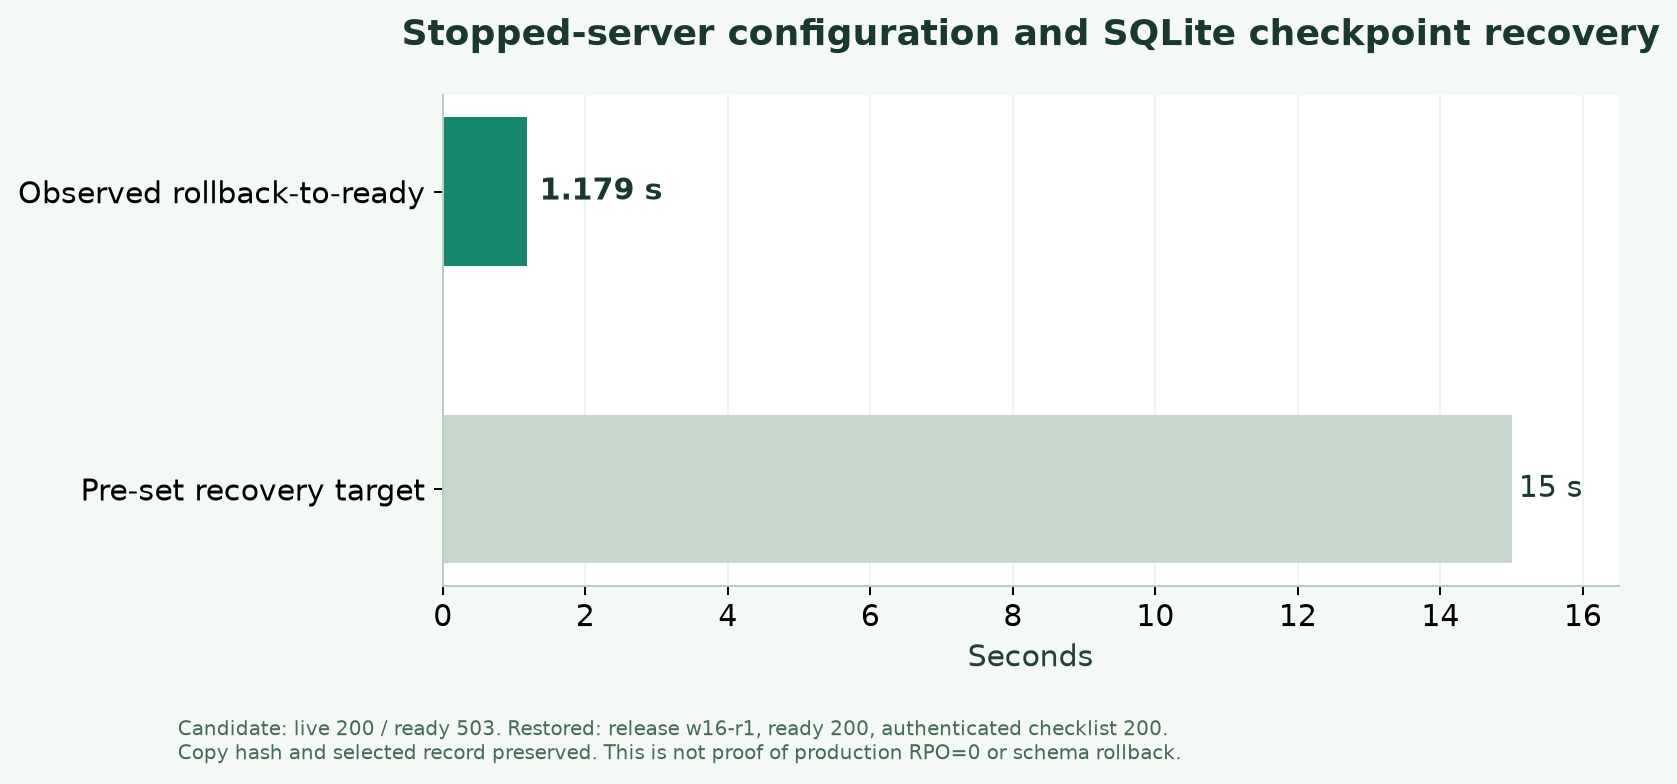 Stopped-server configuration and SQLite checkpoint recovery
Observed rollback-to-ready
1.179 s
Pre-set recovery target
15 s
0 2 4 6 8 10 12 14 16
Seconds
Candidate: live 200 / ready 503. Restored: release w16-r1, ready 200, authenticated checklist 200.
Copy hash and selected record preserved. This is not proof of production RPO=0 or schema rollback.